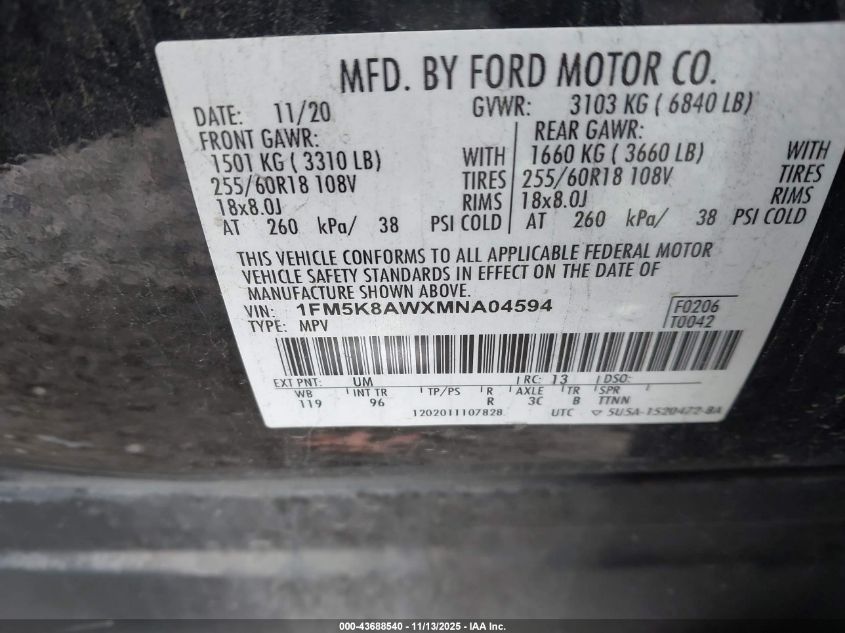 MFD. BY FORD MOTOR CO.
DATE: 11/20 GVWR: 3103 KG ( 6840 LB)
FRONT GAWR: REAR GAWR:
1501 KG ( 3310 LB) WITH 1660 KG ( 3660 LB) WITH
255/60R18 108V TIRES 255/60R18 108V TIRES
18x8.0J RIMS 18x8.0J RIMS
AT 260 kPa/ 38 PSI COLD AT 260 kPa/ 38 PSI COLD
THIS VEHICLE CONFORMS TO ALL APPLICABLE FEDERAL MOTOR
VEHICLE SAFETY STANDARDS IN EFFECT ON THE DATE OF
MANUFACTURE SHOWN ABOVE.
VIN: 1FM5K8AWXMNA04594 F0206
TYPE: MPV T0042
EXT PNT: UM RC: 13 DSO:
WB INT TR TP/PS R AXLE TR SPR
119 96 R 3C B TTNN
1202011107828 UTC ▽ 5U5A-1520472-BA
000-43688540 - 11/13/2025 - IAA Inc.